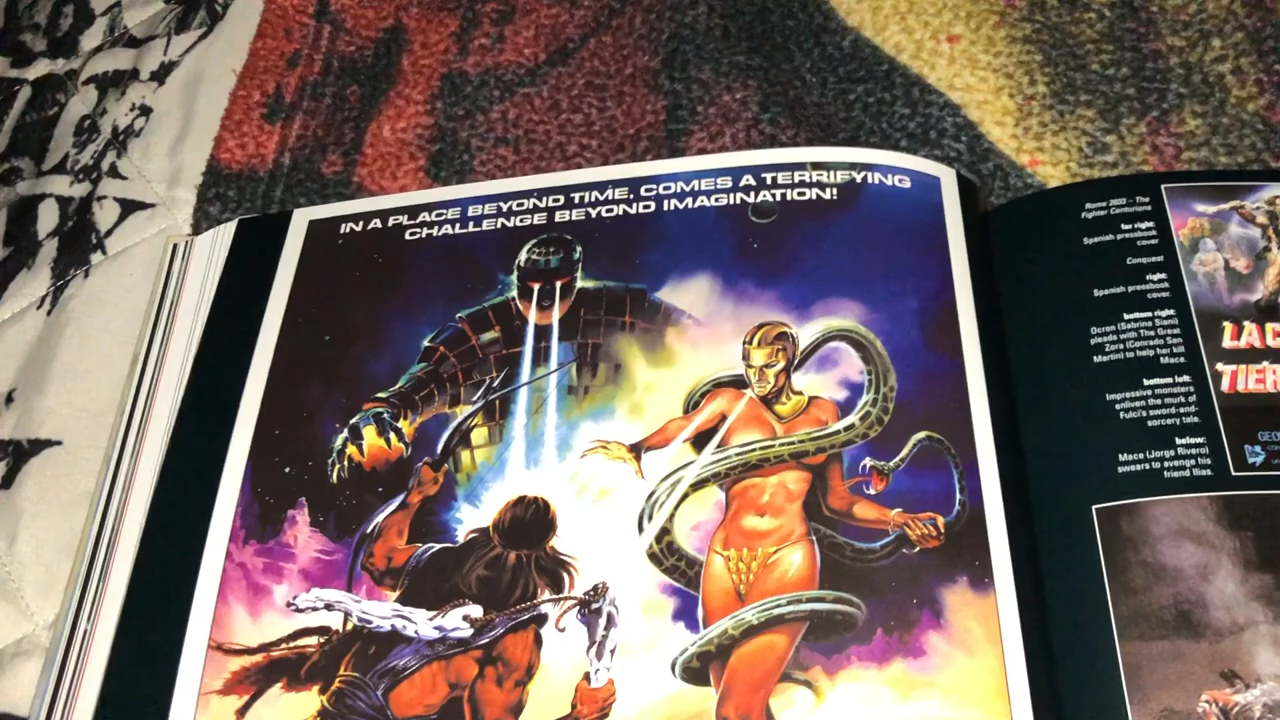 IN A PLACE BEYOND TIME, COMES A TERRIFYING
CHALLENGE BEYOND IMAGINATION!
Rome 2033 – The
Fighter Centurions
far right:
Spanish pressbook
cover
Conquest
right:
Spanish pressbook
cover.
bottom right:
Ocron (Sabrina Siani)
pleads with The Great
Zora (Conrado San
Martin) to help her kill
Mace.
bottom left:
Impressive monsters
enliven the murk of
Fulci's sword-and-
sorcery tale.
below:
Mace (Jorge Rivero)
swears to avenge his
friend Ilias.
LA C
TIER
GEO